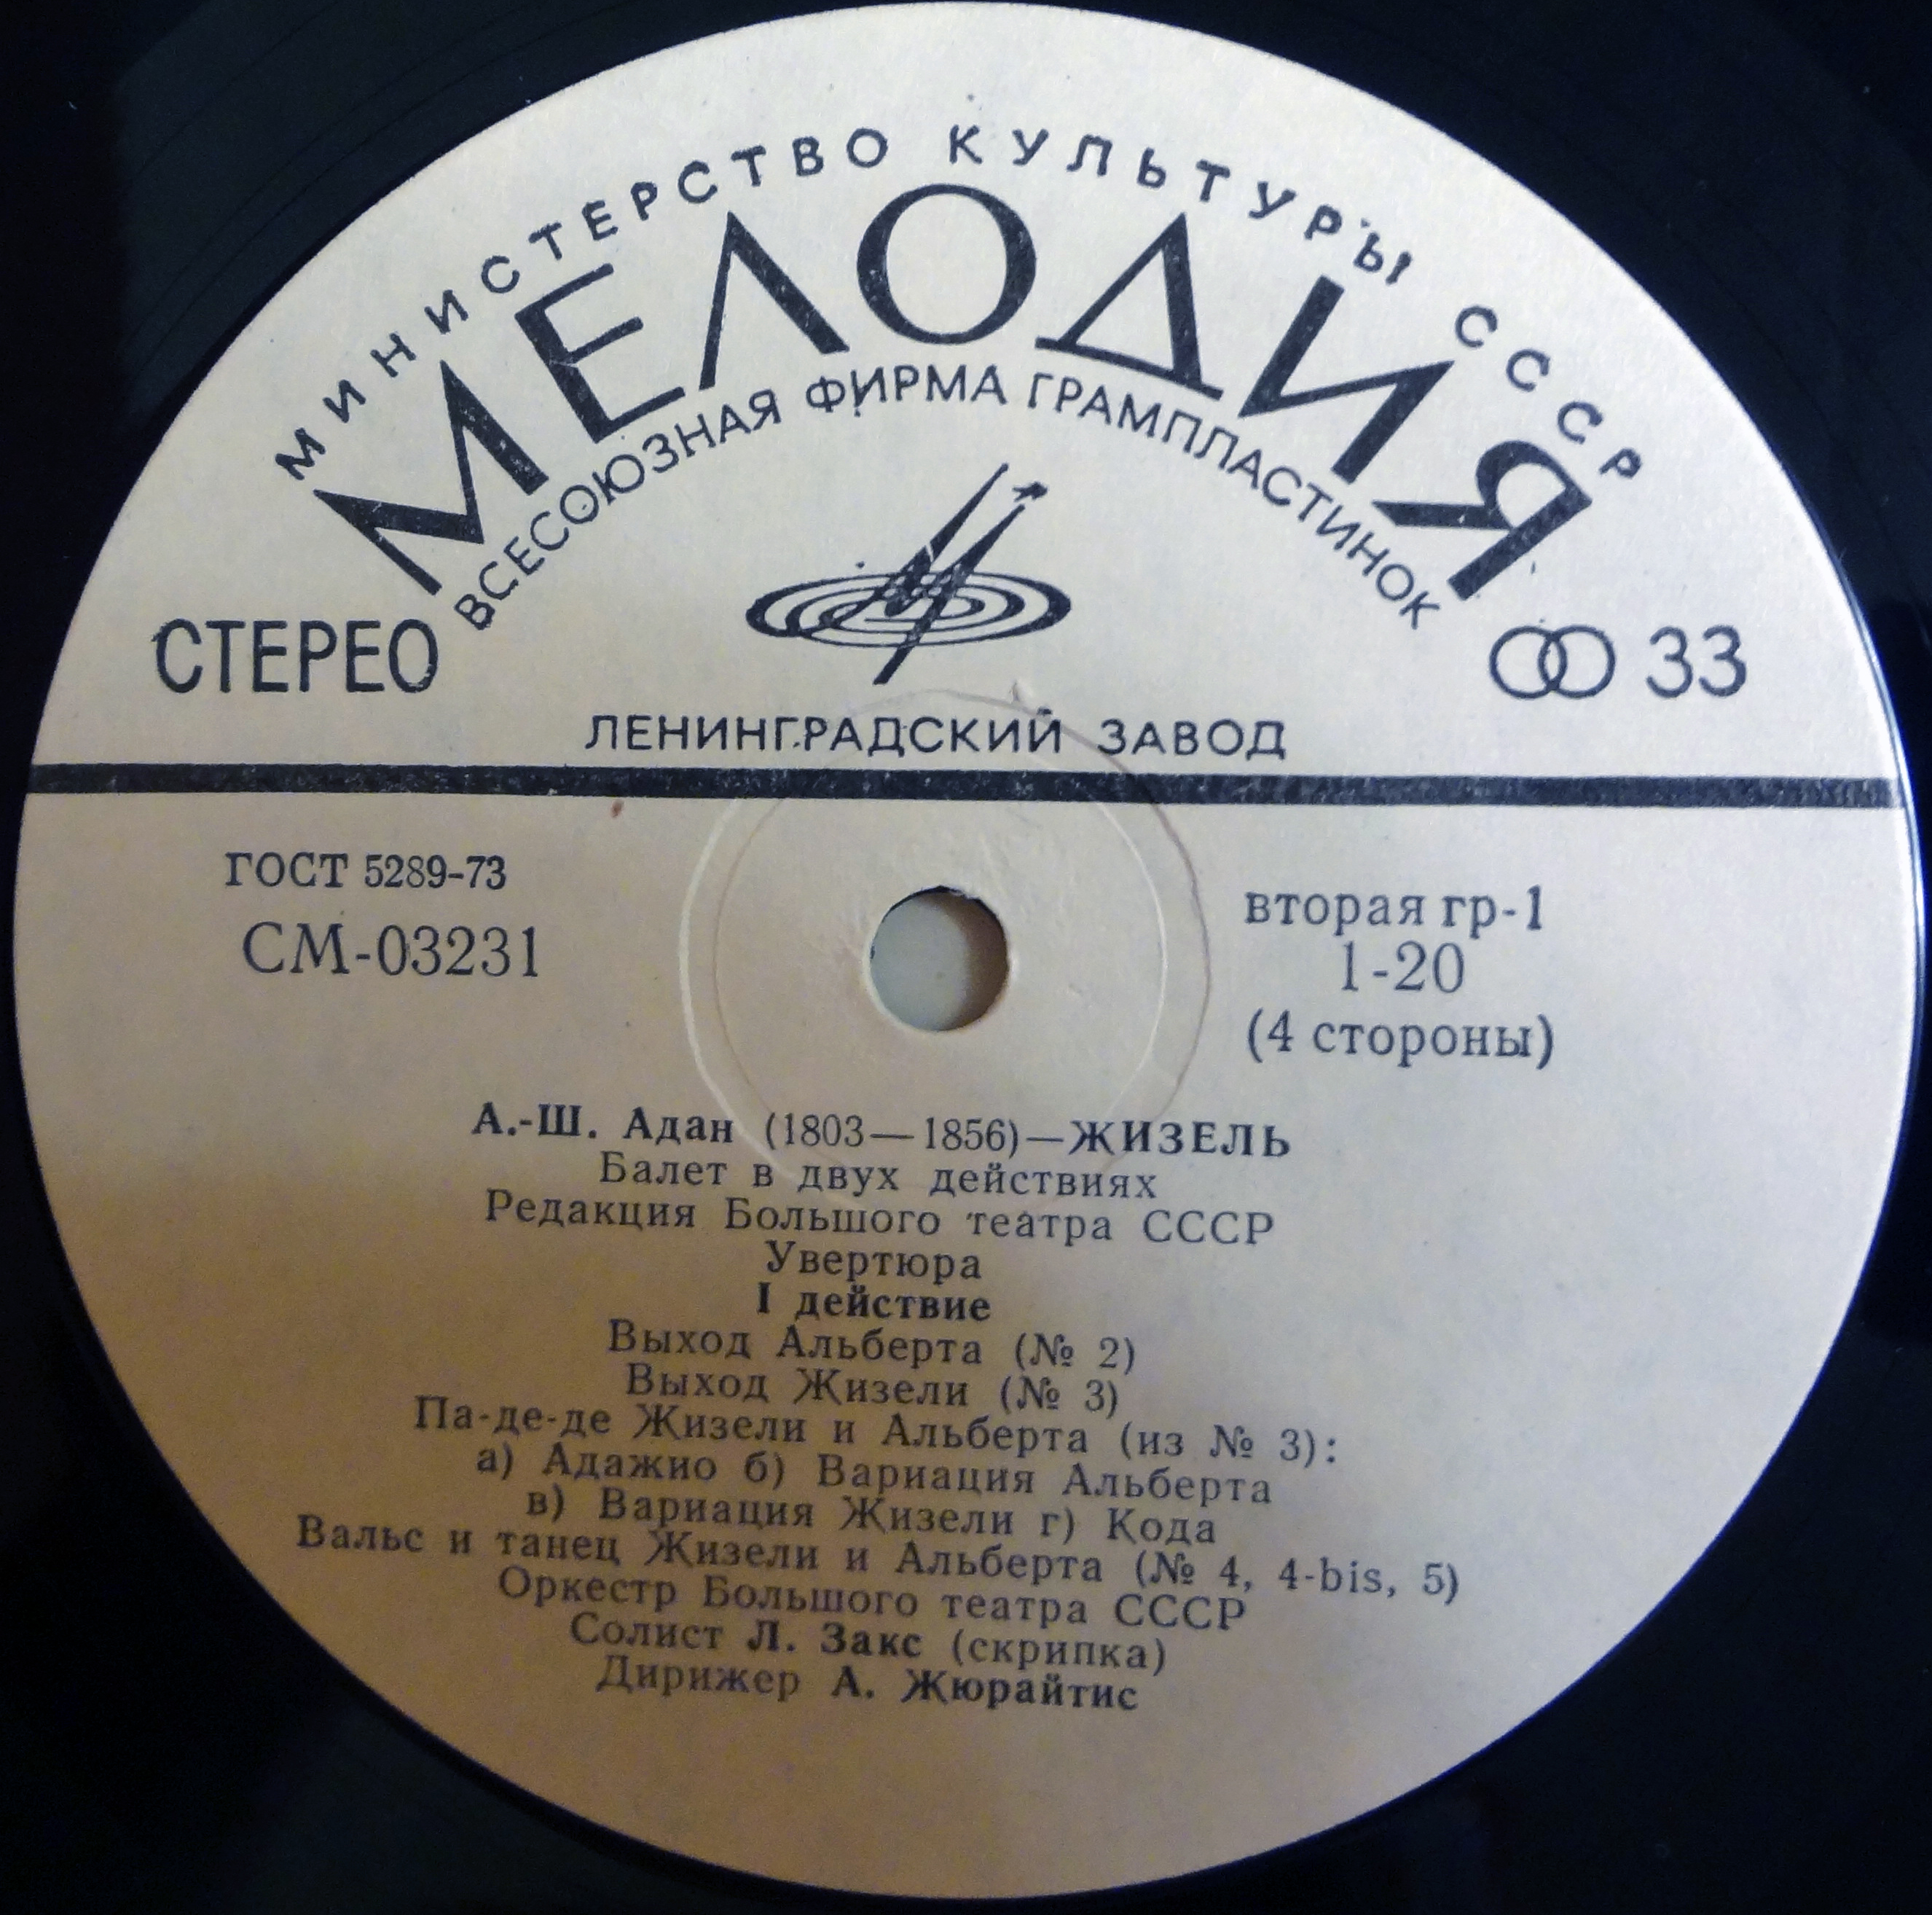 МИНИСТЕРСТВО КУЛЬТУРЫ СССР
МЕЛОДИЯ
ВСЕСОЮЗНАЯ ФИРМА ГРАМПЛАСТИНОК
СТЕРЕО
33
ЛЕНИНГРАДСКИЙ ЗАВОД
ГОСТ 5289-73
СМ-03231
вторая гр-1
1-20
(4 стороны)
А.-Ш. Адан (1803—1856)—ЖИЗЕЛЬ
Балет в двух действиях
Редакция Большого театра СССР
Увертюра
I действие
Выход Альберта (№ 2)
Выход Жизели (№ 3)
Па-де-де Жизели и Альберта (из № 3):
а) Адажио б) Вариация Альберта
в) Вариация Жизели г) Кода
Вальс и танец Жизели и Альберта (№ 4, 4-bis, 5)
Оркестр Большого театра СССР
Солист Л. Закс (скрипка)
Дирижер А. Жюрайтис